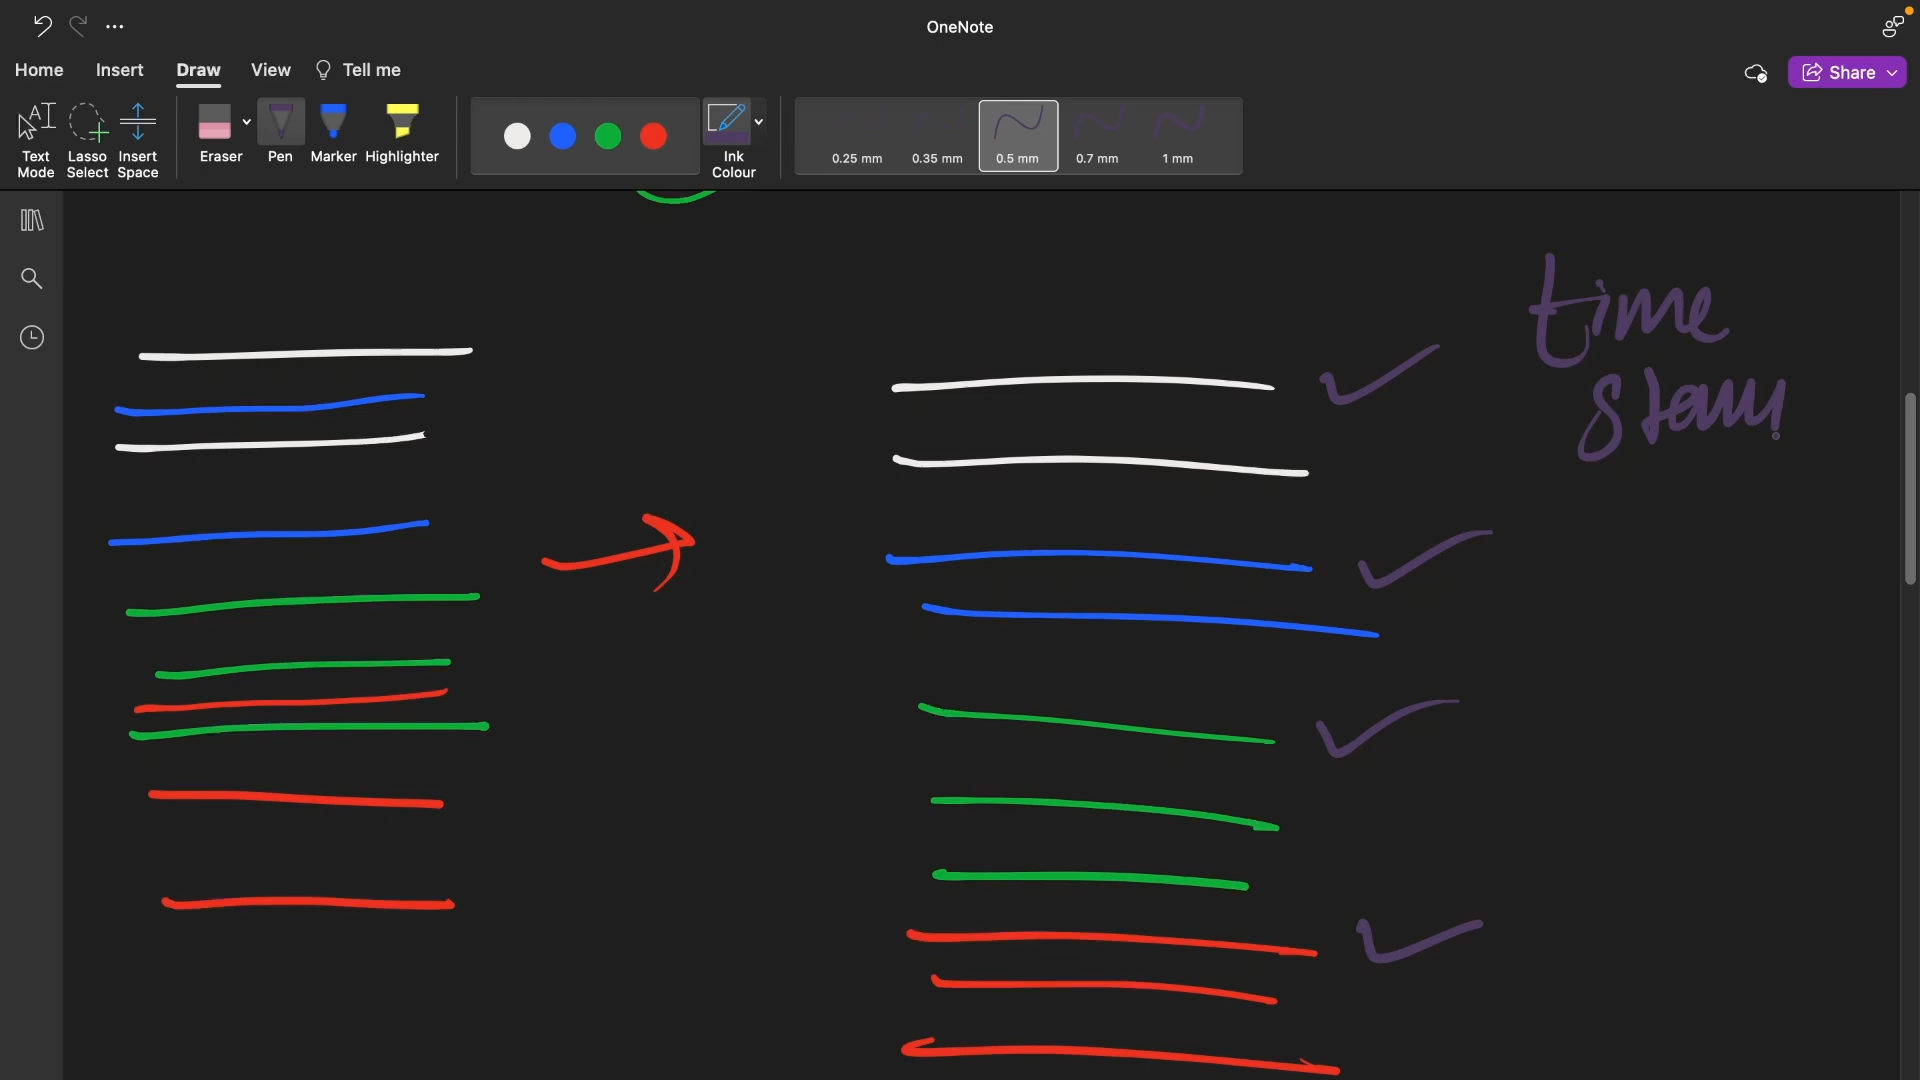 OneNote
Home Insert Draw View Tell me
Share
Text Mode
Lasso Select
Insert Space
Eraser
Pen
Marker
Highlighter
Ink Colour
0.25 mm
0.35 mm
0.5 mm
0.7 mm
1 mm
time